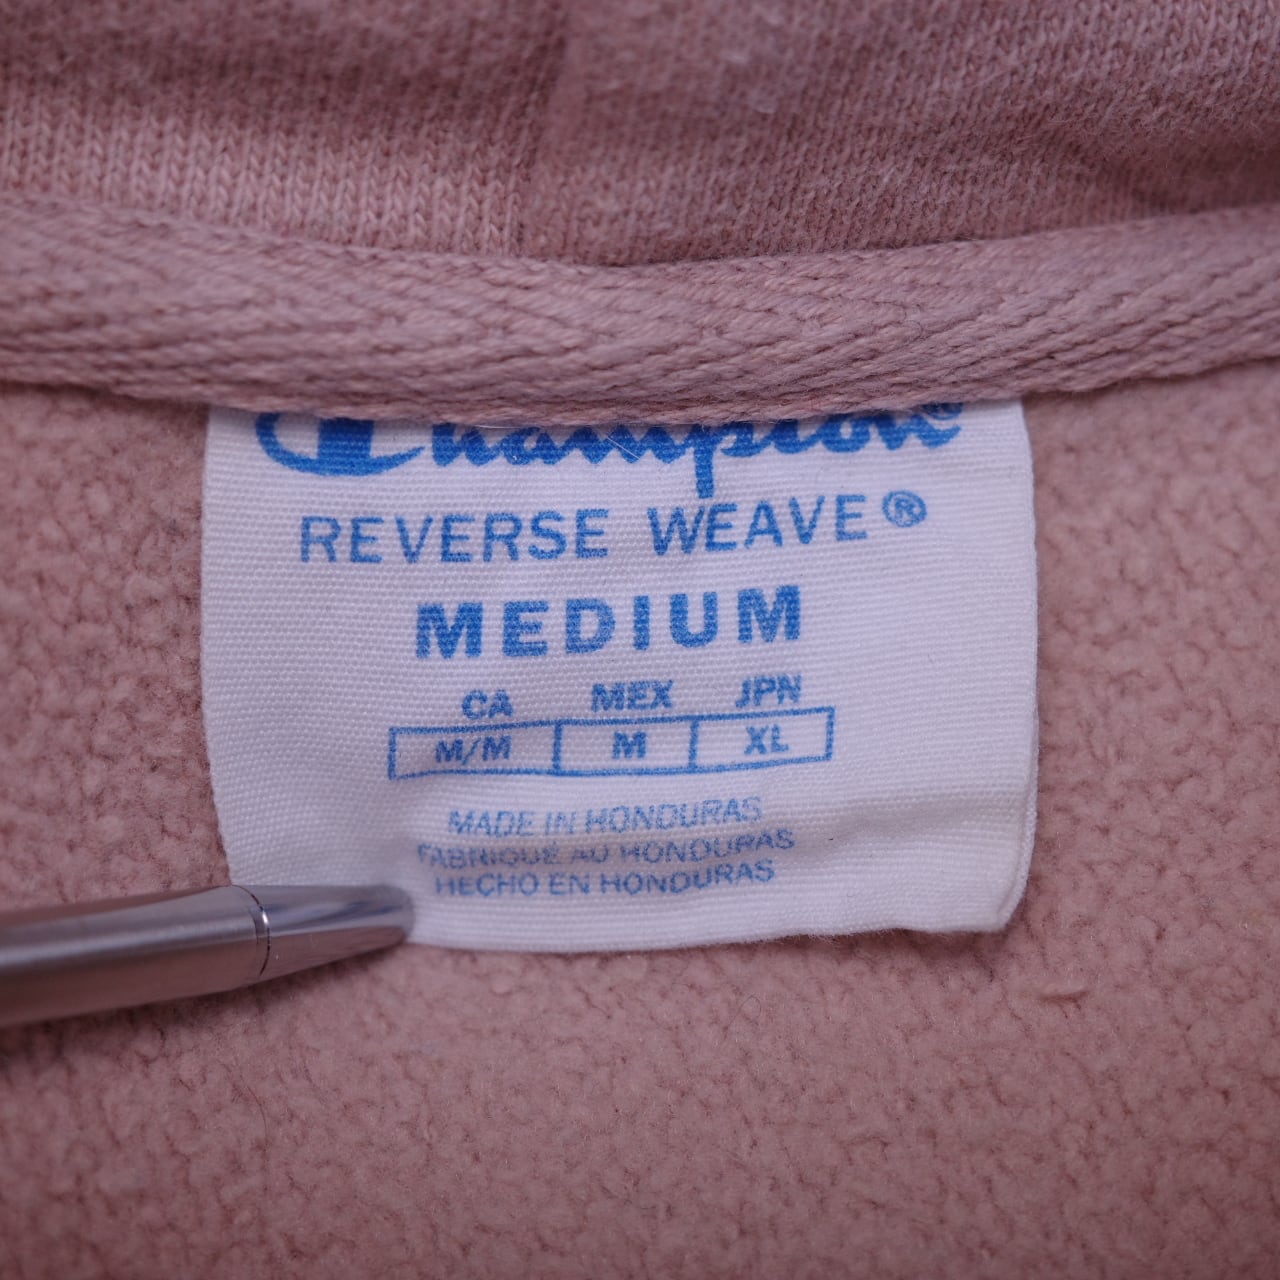 Champion®
REVERSE WEAVE®
MEDIUM
CA MEX JPN
M/M M XL
MADE IN HONDURAS
FABRIQUE AU HONDURAS
HECHO EN HONDURAS